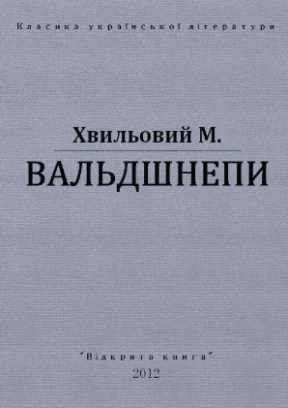 Класика української літератури
Хвильовий М.
ВАЛЬДШНЕПИ
"Відкрита книга"
2012